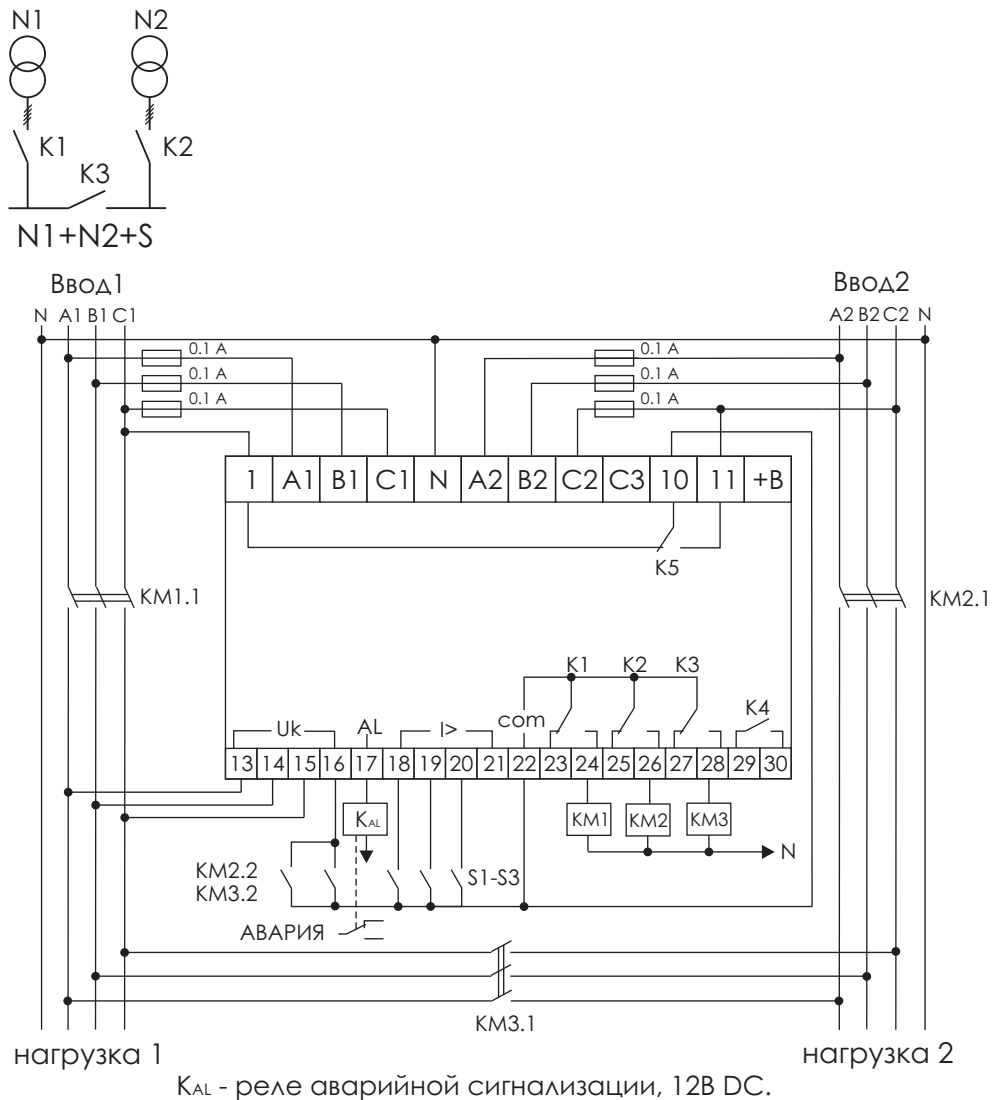 N1 N2
K1 K2
K3
N1+N2+S
Ввод1 Ввод2
N A1 B1 C1 A2 B2 C2 N
0.1 A 0.1 A
0.1 A 0.1 A
0.1 A 0.1 A
1 A1 B1 C1 N A2 B2 C2 C3 10 11 +B
K5
KM1.1 KM2.1
K1 K2 K3
K4
Uk AL I> com
13 14 15 16 17 18 19 20 21 22 23 24 25 26 27 28 29 30
KAL KM1 KM2 KM3
N
KM2.2 S1-S3
KM3.2
АВАРИЯ
KM3.1
нагрузка 1 нагрузка 2
KAL - реле аварийной сигнализации, 12В DC.